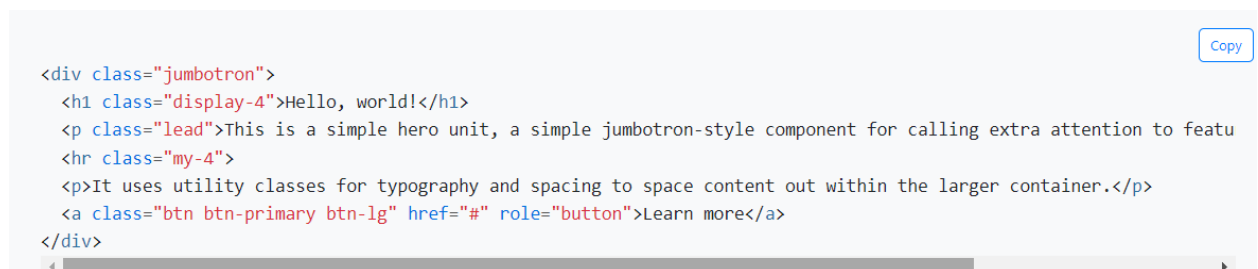 Copy
<div class="jumbotron">
  <h1 class="display-4">Hello, world!</h1>
  <p class="lead">This is a simple hero unit, a simple jumbotron-style component for calling extra attention to featu
  <hr class="my-4">
  <p>It uses utility classes for typography and spacing to space content out within the larger container.</p>
  <a class="btn btn-primary btn-lg" href="#" role="button">Learn more</a>
</div>